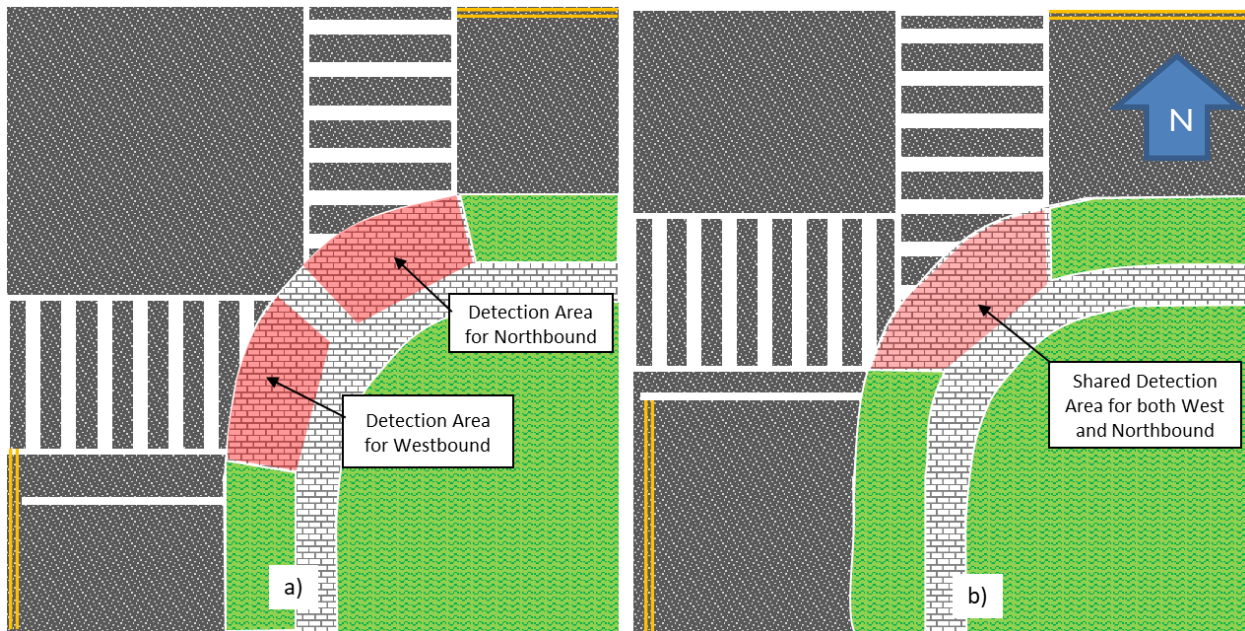 Detection Area
for Northbound
Detection Area
for Westbound
a)
N
Shared Detection
Area for both West
and Northbound
b)